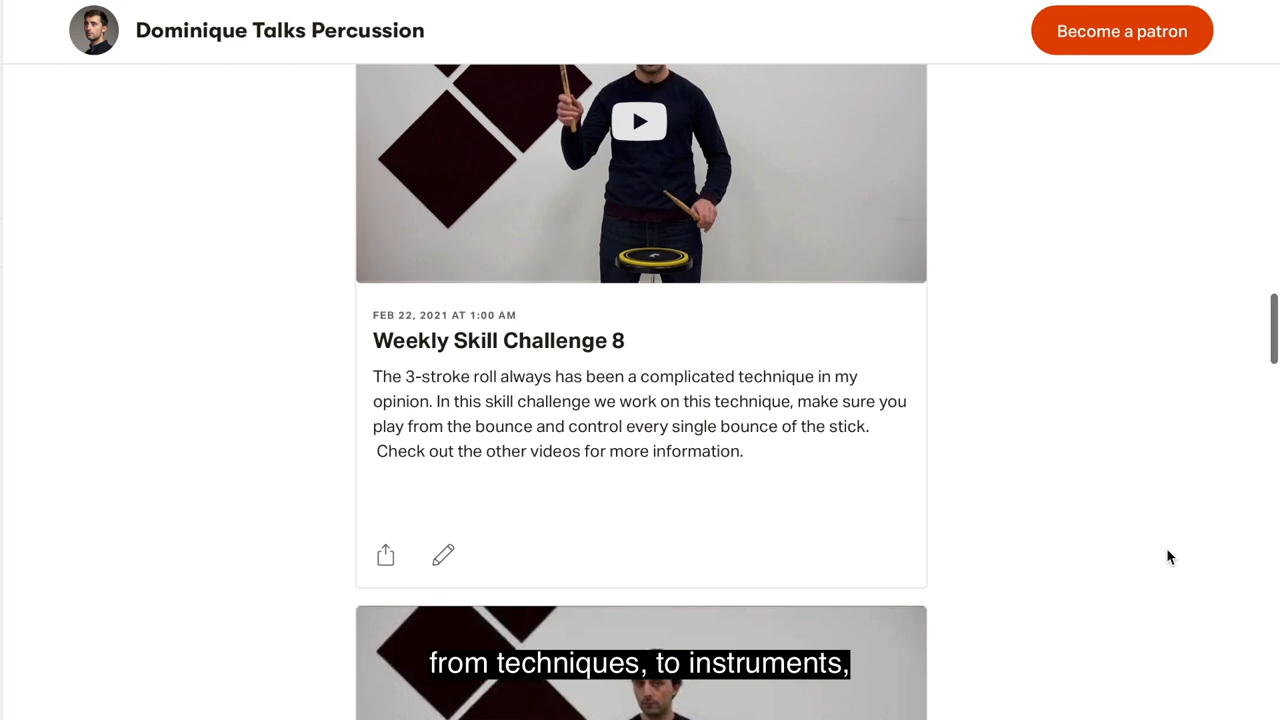 Dominique Talks Percussion
Become a patron
FEB 22, 2021 AT 1:00 AM
Weekly Skill Challenge 8
The 3-stroke roll always has been a complicated technique in my
opinion. In this skill challenge we work on this technique, make sure you
play from the bounce and control every single bounce of the stick.
Check out the other videos for more information.
from techniques, to instruments,